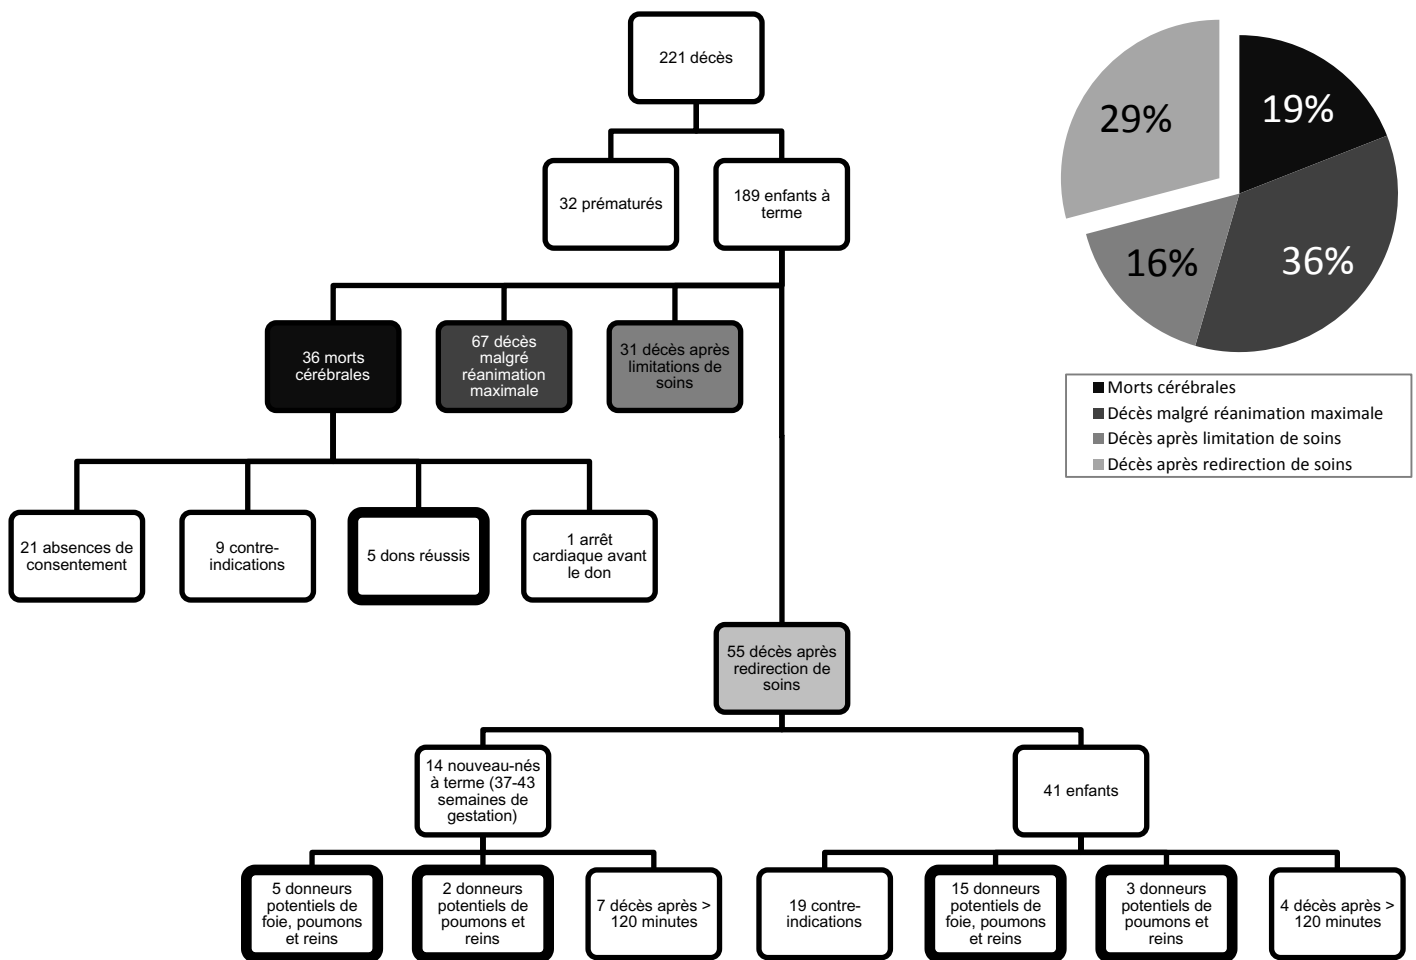 221 décès
32 prématurés
189 enfants à
terme
36 morts
cérébrales
67 décès
malgré
réanimation
maximale
31 décès après
limitations de
soins
21 absences de
consentement
9 contre-
indications
5 dons réussis
1 arrêt
cardiaque avant
le don
55 décès après
redirection de
soins
14 nouveau-nés
à terme (37-43
semaines de
gestation)
41 enfants
5 donneurs
potentiels de
foie, poumons
et reins
2 donneurs
potentiels de
poumons et
reins
7 décès après >
120 minutes
19 contre-
indications
15 donneurs
potentiels de
foie, poumons
et reins
3 donneurs
potentiels de
poumons et
reins
4 décès après >
120 minutes
29%
19%
16%
36%
Morts cérébrales
Décès malgré réanimation maximale
Décès après limitation de soins
Décès après redirection de soins